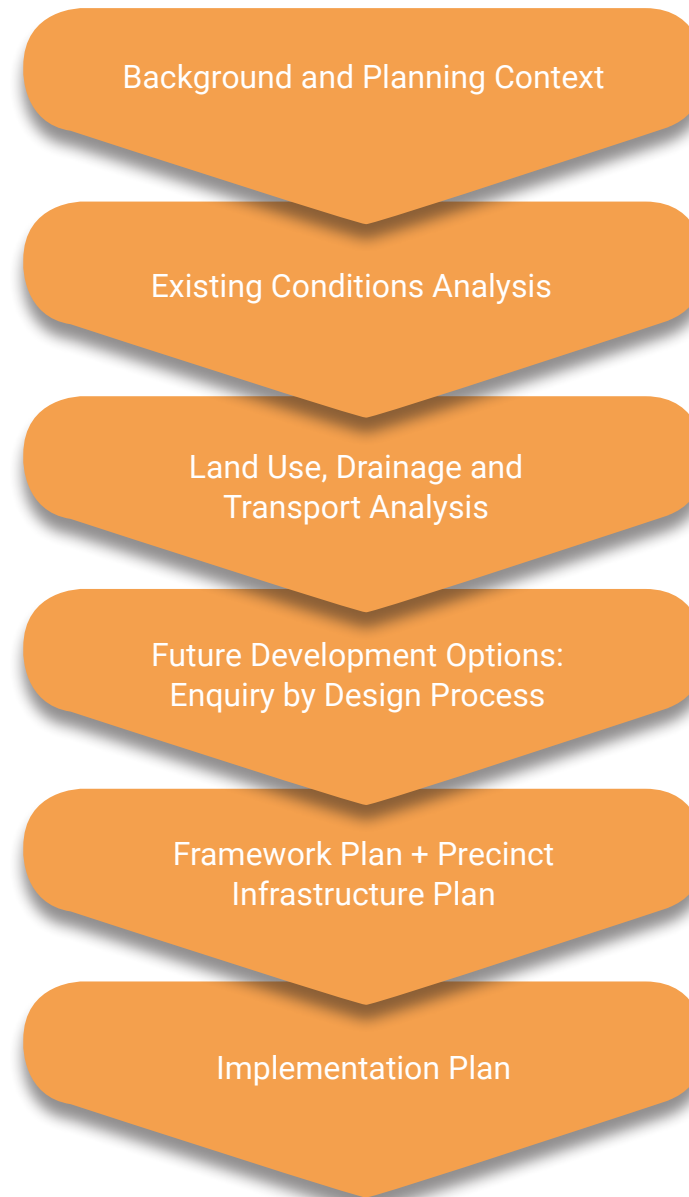 Background and Planning Context
Existing Conditions Analysis
Land Use, Drainage and
Transport Analysis
Future Development Options:
Enquiry by Design Process
Framework Plan + Precinct
Infrastructure Plan
Implementation Plan